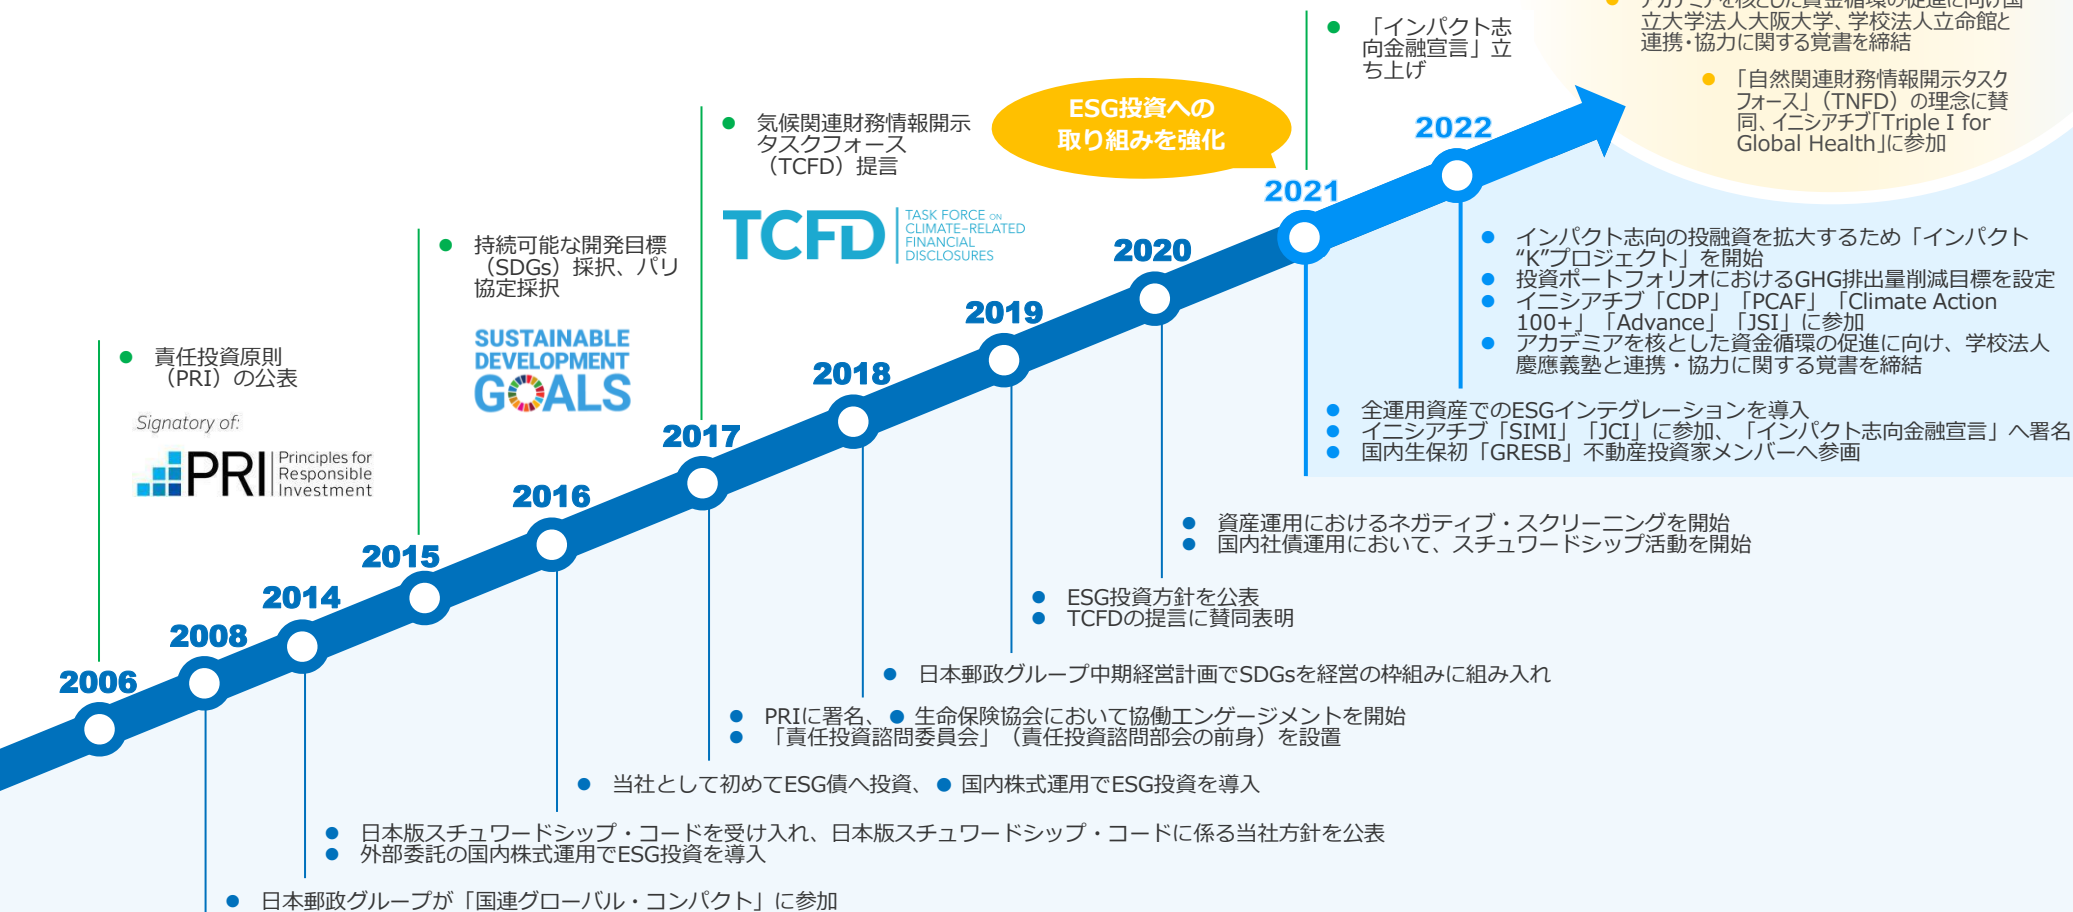 アカデミアを核とした資金循環の促進に向け国
立大学法人大阪大学、学校法人立命館と
連携・協力に関する覚書を締結
「自然関連財務情報開示タスク
フォース」（TNFD）の理念に賛
同、イニシアチブ「Triple I for
Global Health」に参加
「インパクト志
向金融宣言」立
ち上げ
ESG投資への
取り組みを強化
気候関連財務情報開示
タスクフォース
（TCFD）提言
TCFD
TASK FORCE ON
CLIMATE-RELATED
FINANCIAL
DISCLOSURES
持続可能な開発目標
（SDGs）採択、パリ
協定採択
SUSTAINABLE
DEVELOPMENT
GOALS
責任投資原則
（PRI）の公表
Signatory of:
PRI
Principles for
Responsible
Investment
2022
2021
2020
2019
2018
2017
2016
2015
2014
2008
2006
インパクト志向の投融資を拡大するため「インパクト
“K”プロジェクト」を開始
投資ポートフォリオにおけるGHG排出量削減目標を設定
イニシアチブ「CDP」「PCAF」「Climate Action
100+」「Advance」「JSI」に参加
アカデミアを核とした資金循環の促進に向け、学校法人
慶應義塾と連携・協力に関する覚書を締結
全運用資産でのESGインテグレーションを導入
イニシアチブ「SIMI」「JCI」に参加、「インパクト志向金融宣言」へ署名
国内生保初「GRESB」不動産投資家メンバーへ参画
資産運用におけるネガティブ・スクリーニングを開始
国内社債運用において、スチュワードシップ活動を開始
ESG投資方針を公表
TCFDの提言に賛同表明
日本郵政グループ中期経営計画でSDGsを経営の枠組みに組み入れ
PRIに署名、● 生命保険協会において協働エンゲージメントを開始
「責任投資諮問委員会」（責任投資諮問部会の前身）を設置
当社として初めてESG債へ投資、● 国内株式運用でESG投資を導入
日本版スチュワードシップ・コードを受け入れ、日本版スチュワードシップ・コードに係る当社方針を公表
外部委託の国内株式運用でESG投資を導入
日本郵政グループが「国連グローバル・コンパクト」に参加